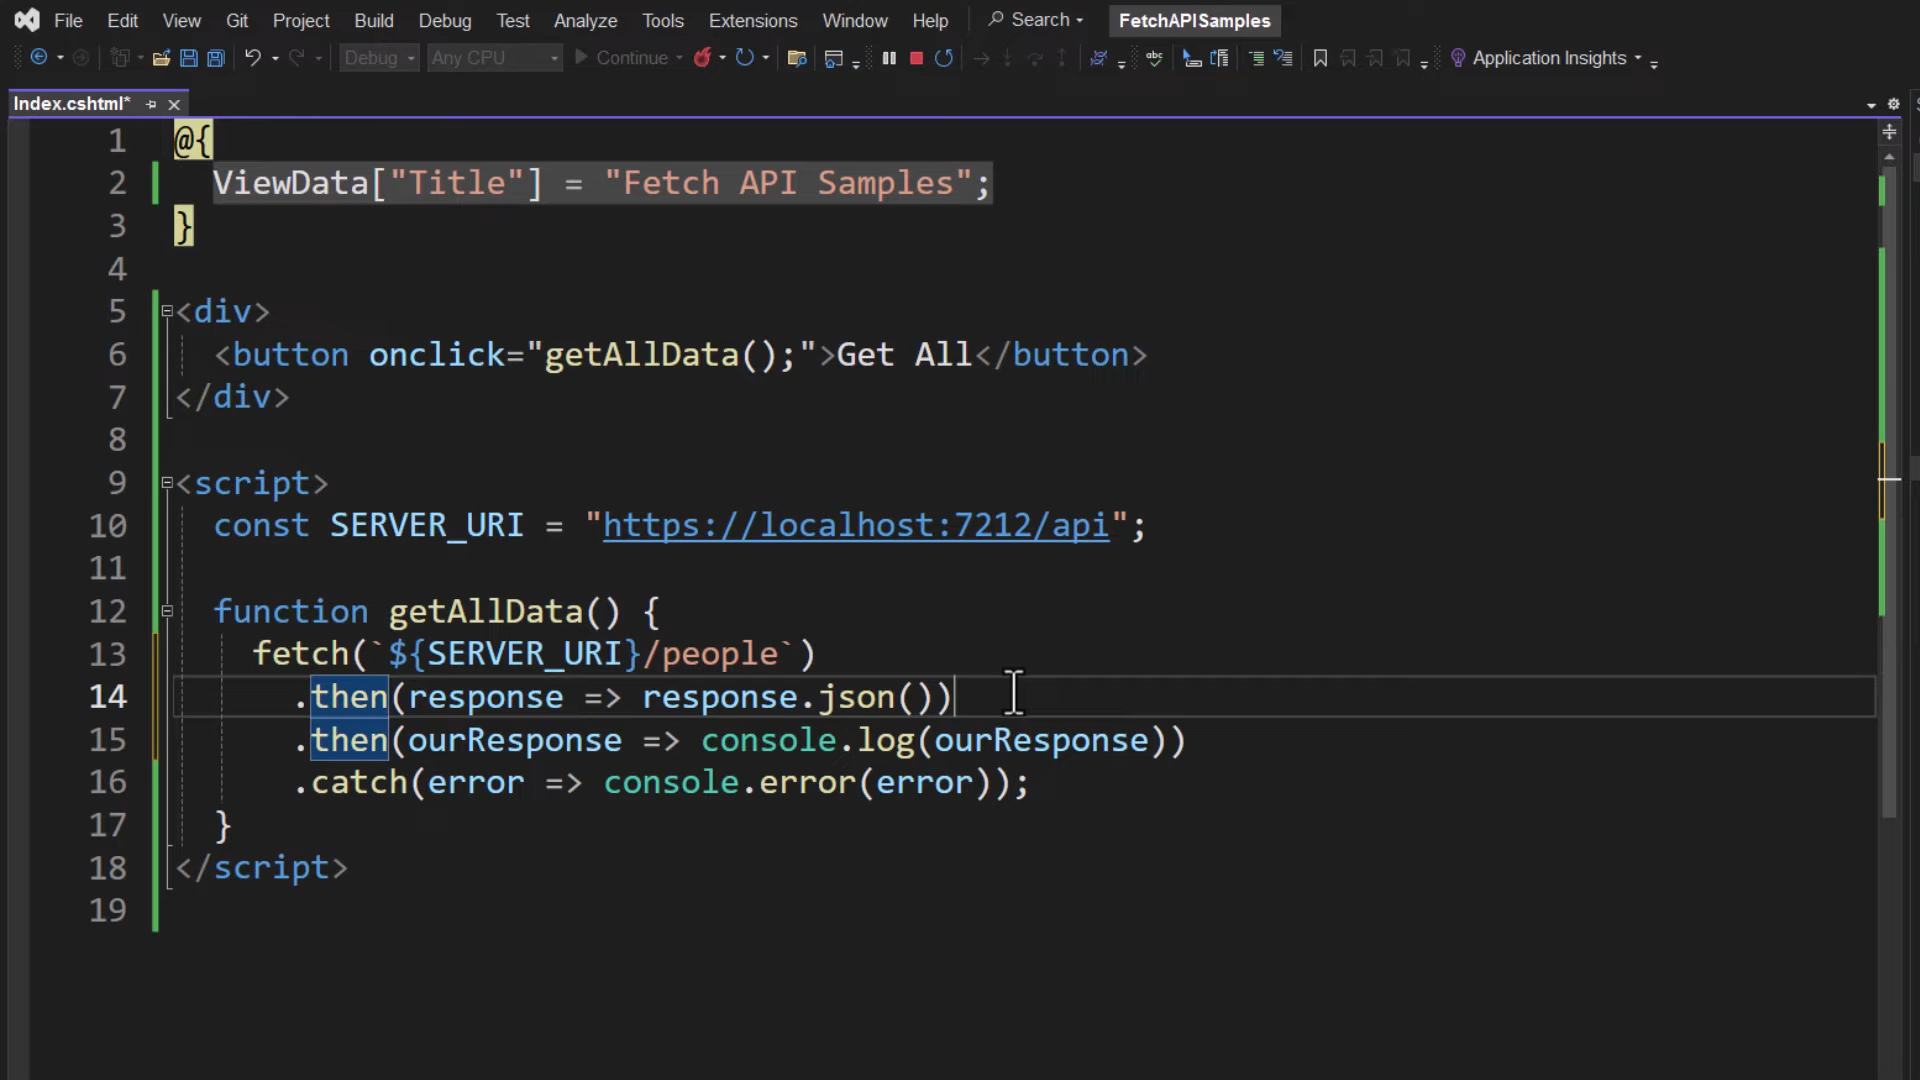 File Edit View Git Project Build Debug Test Analyze Tools Extensions Window Help Search FetchAPISamples
Debug Any CPU Continue abc Application Insights
Index.cshtml*
1 @{
2 ViewData["Title"] = "Fetch API Samples";
3 }
4
5 <div>
6 <button onclick="getAllData();">Get All</button>
7 </div>
8
9 <script>
10 const SERVER_URI = "https://localhost:7212/api";
11
12 function getAllData() {
13 fetch(`${SERVER_URI}/people`)
14 .then(response => response.json())
15 .then(ourResponse => console.log(ourResponse))
16 .catch(error => console.error(error));
17 }
18 </script>
19